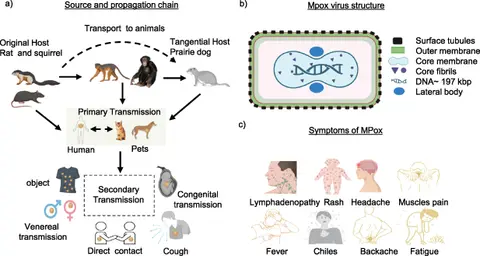 a) Source and propagation chain
Transport to animals
Original Host
Rat and squirrel
Tangential Host
Prairie dog
Primary Transmission
Human
Pets
object
Secondary
Transmission
Congenital
transmission
Venereal
transmission
Direct contact
Cough
b) Mpox virus structure
Surface tubules
Outer membrane
Core membrane
Core fibrils
DNA~ 197 kbp
Lateral body
c) Symptoms of MPox
Lymphadenopathy Rash Headache Muscles pain
Fever Chiles Backache Fatigue